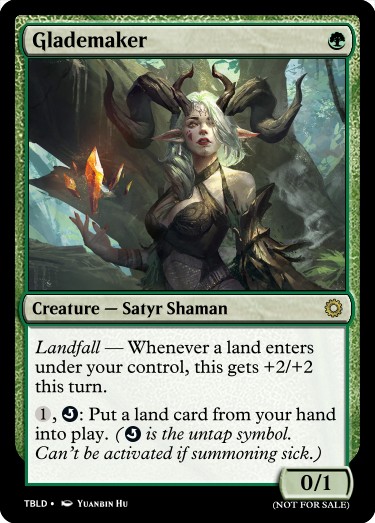 Glademaker
Creature — Satyr Shaman
Landfall — Whenever a land enters
under your control, this gets +2/+2
this turn.
1, : Put a land card from your hand
into play. ( is the untap symbol.
Can't be activated if summoning sick.)
0/1
TBLD • Yuanbin Hu
(NOT FOR SALE)